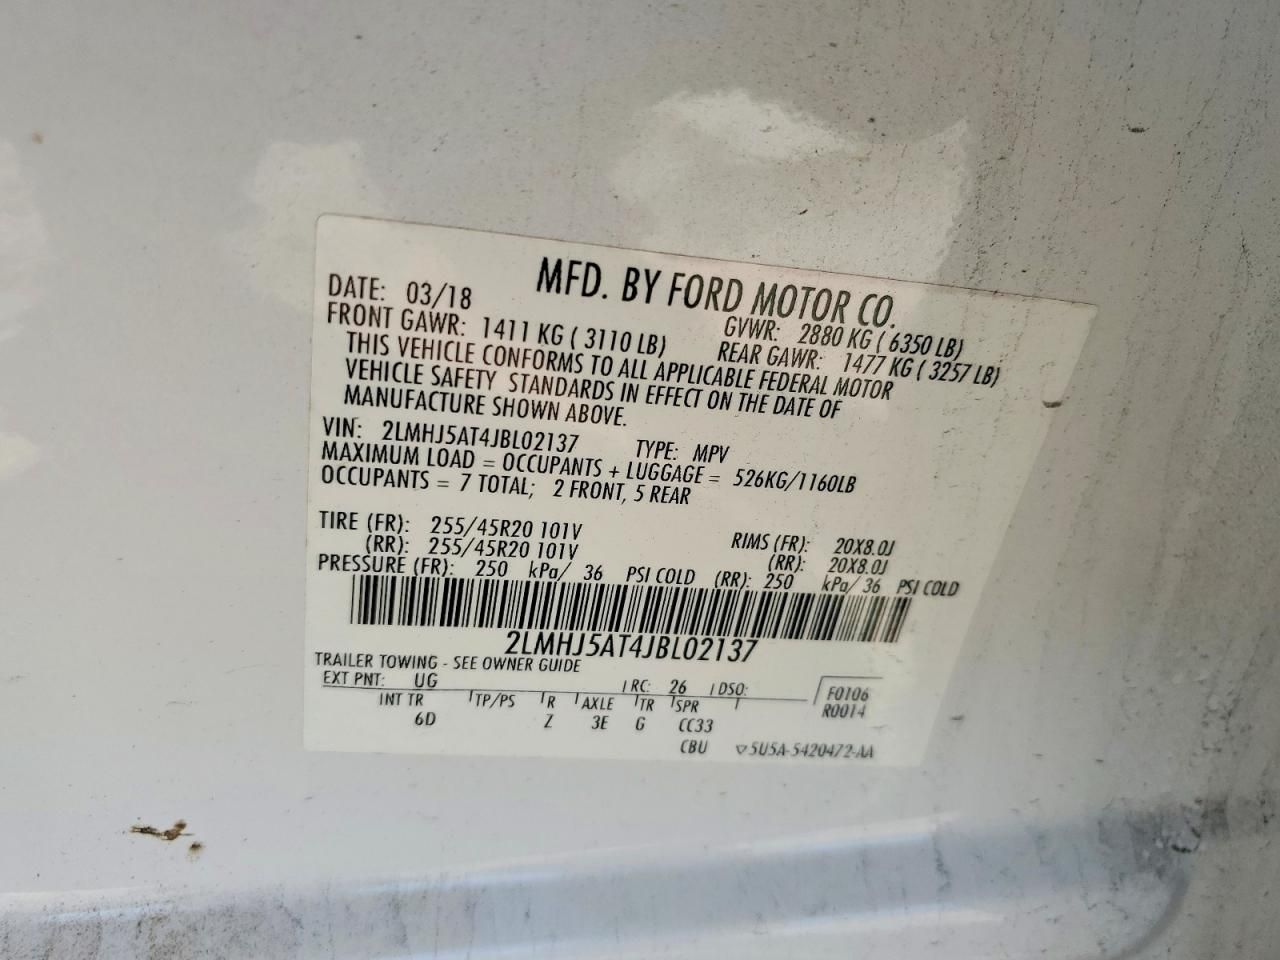 MFD. BY FORD MOTOR CO.
DATE: 03/18 GVWR: 2880 KG ( 6350 LB)
FRONT GAWR: 1411 KG ( 3110 LB) REAR GAWR: 1477 KG ( 3257 LB)
THIS VEHICLE CONFORMS TO ALL APPLICABLE FEDERAL MOTOR
VEHICLE SAFETY STANDARDS IN EFFECT ON THE DATE OF
MANUFACTURE SHOWN ABOVE.
VIN: 2LMHJ5AT4JBL02137 TYPE: MPV
MAXIMUM LOAD = OCCUPANTS + LUGGAGE = 526KG/1160LB
OCCUPANTS = 7 TOTAL; 2 FRONT, 5 REAR
TIRE (FR): 255/45R20 101V RIMS (FR): 20X8.0J
(RR): 255/45R20 101V (RR): 20X8.0J
PRESSURE (FR): 250 kPa/ 36 PSI COLD (RR): 250 kPa/ 36 PSI COLD
2LMHJ5AT4JBL02137
TRAILER TOWING - SEE OWNER GUIDE
EXT PNT: UG RC: 26 DSO: F0106
INT TR TP/PS R AXLE TR SPR R0014
6D Z 3E G CC33
CBU ▽5U5A-5420472-AA